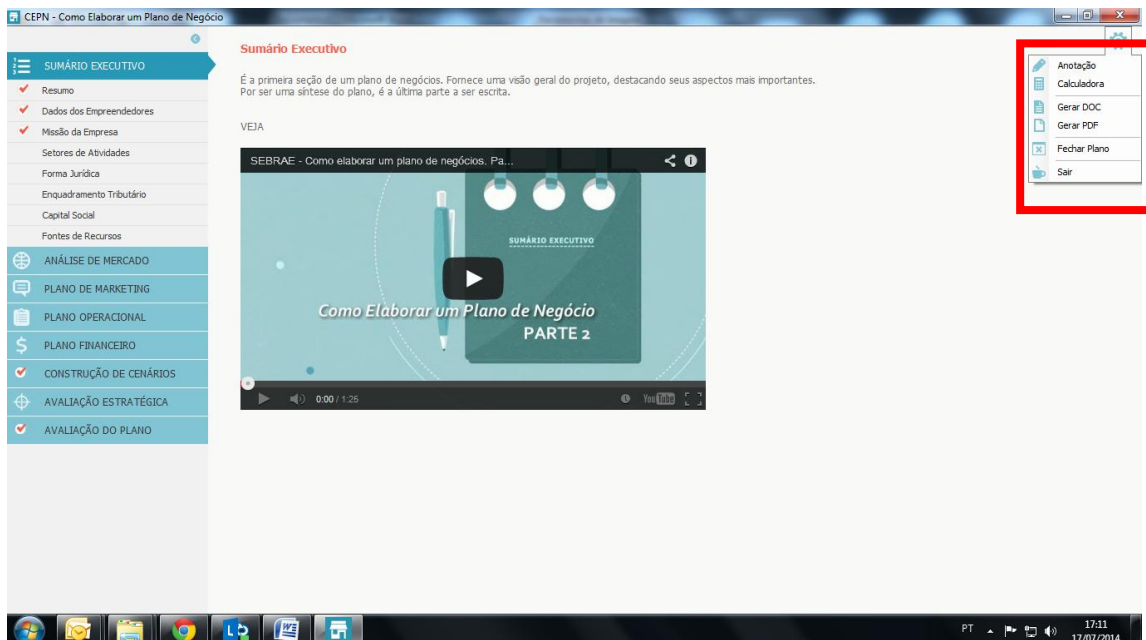 CEPN - Como Elaborar um Plano de Negócio
SUMÁRIO EXECUTIVO
Resumo
Dados dos Empreendedores
Missão da Empresa
Setores de Atividades
Forma Jurídica
Enquadramento Tributário
Capital Social
Fontes de Recursos
ANÁLISE DE MERCADO
PLANO DE MARKETING
PLANO OPERACIONAL
PLANO FINANCEIRO
CONSTRUÇÃO DE CENÁRIOS
AVALIAÇÃO ESTRATÉGICA
AVALIAÇÃO DO PLANO
Sumário Executivo
É a primeira seção de um plano de negócios. Fornece uma visão geral do projeto, destacando seus aspectos mais importantes.
Por ser uma síntese do plano, é a última parte a ser escrita.
VEJA
SEBRAE - Como elaborar um plano de negócios. Pa...
SUMÁRIO EXECUTIVO
Como Elaborar um Plano de Negócio
PARTE 2
0:00 / 1:25
YouTube
Anotação
Calculadora
Gerar DOC
Gerar PDF
Fechar Plano
Sair
PT
17:11
17/07/2014